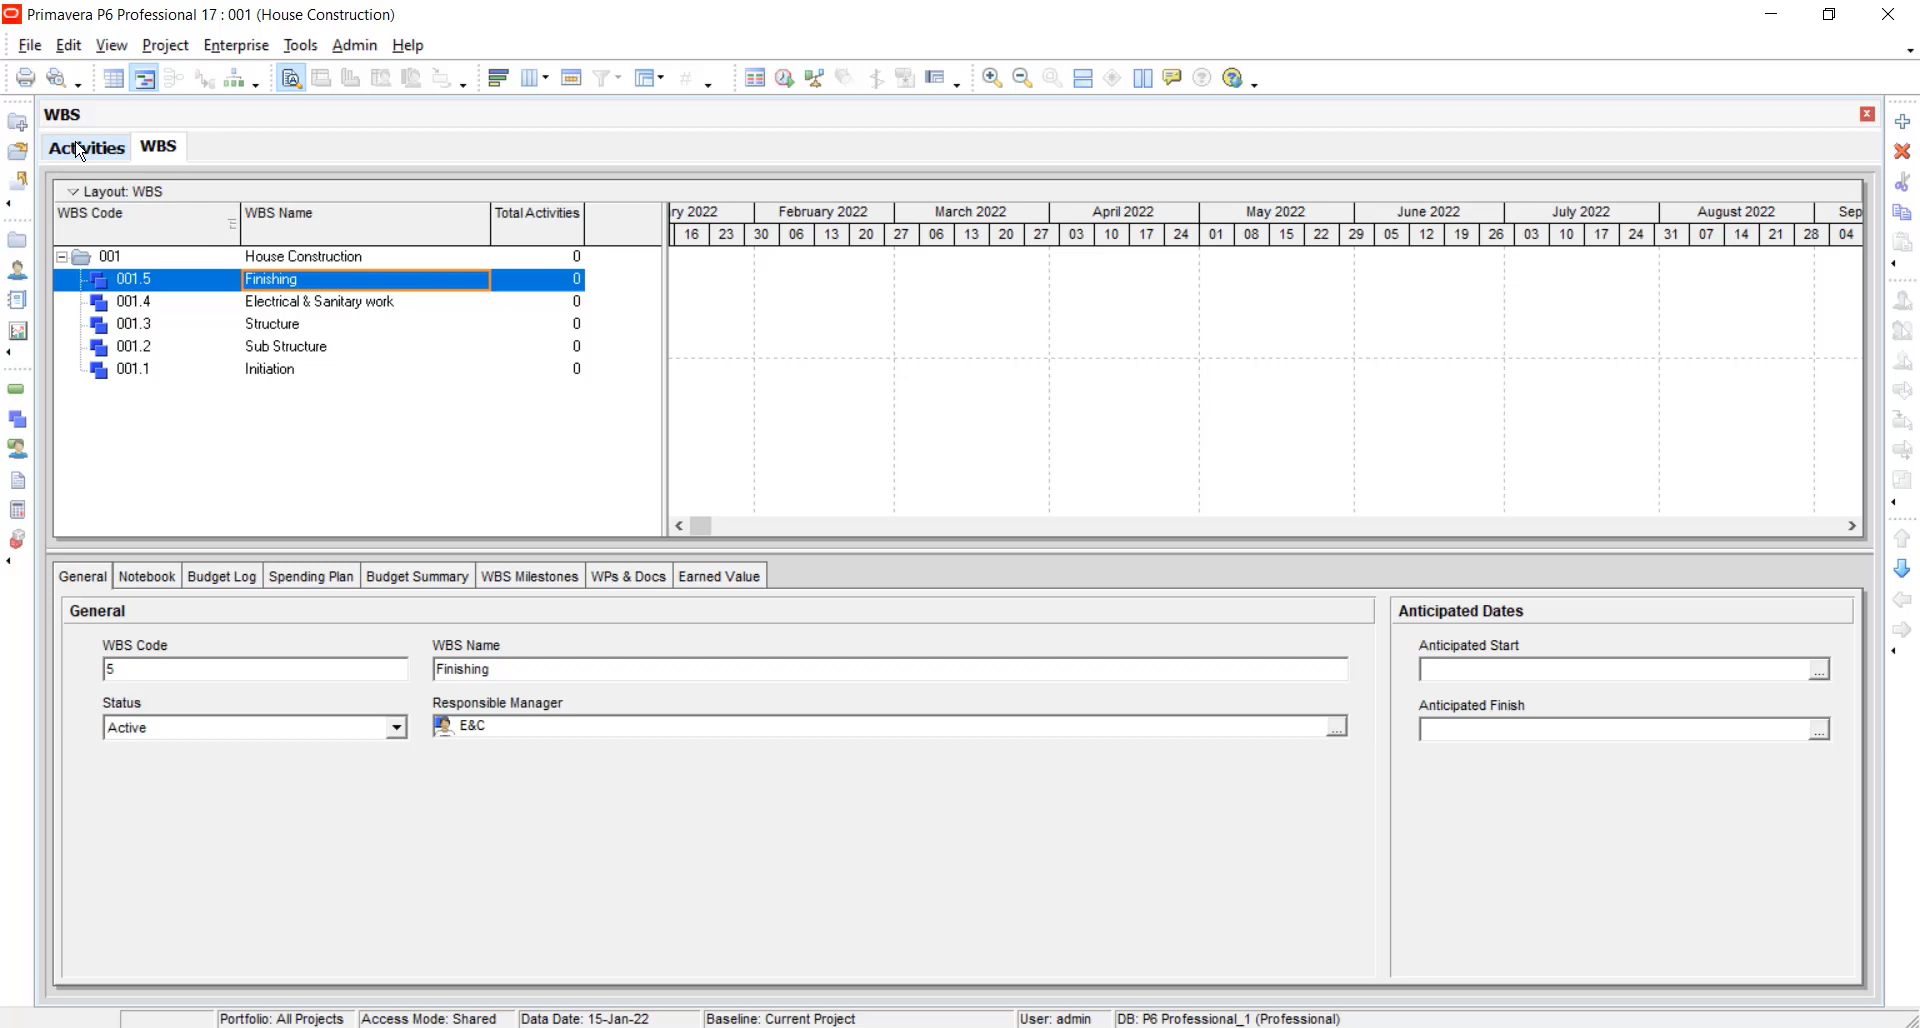 Primavera P6 Professional 17 : 001 (House Construction)
File Edit View Project Enterprise Tools Admin Help
WBS
Activities WBS
Layout: WBS
WBS Code WBS Name Total Activities
ry 2022 February 2022 March 2022 April 2022 May 2022 June 2022 July 2022 August 2022 Sep
16 23 30 06 13 20 27 06 13 20 27 03 10 17 24 01 08 15 22 29 05 12 19 26 03 10 17 24 31 07 14 21 28 04
001 House Construction 0
001.5 Finishing 0
001.4 Electrical & Sanitary work 0
001.3 Structure 0
001.2 Sub Structure 0
001.1 Initiation 0
General Notebook Budget Log Spending Plan Budget Summary WBS Milestones WPs & Docs Earned Value
General Anticipated Dates
WBS Code WBS Name Anticipated Start
5 Finishing ...
Status Responsible Manager Anticipated Finish
Active E&C ... ...
Portfolio: All Projects Access Mode: Shared Data Date: 15-Jan-22 Baseline: Current Project User: admin DB: P6 Professional_1 (Professional)